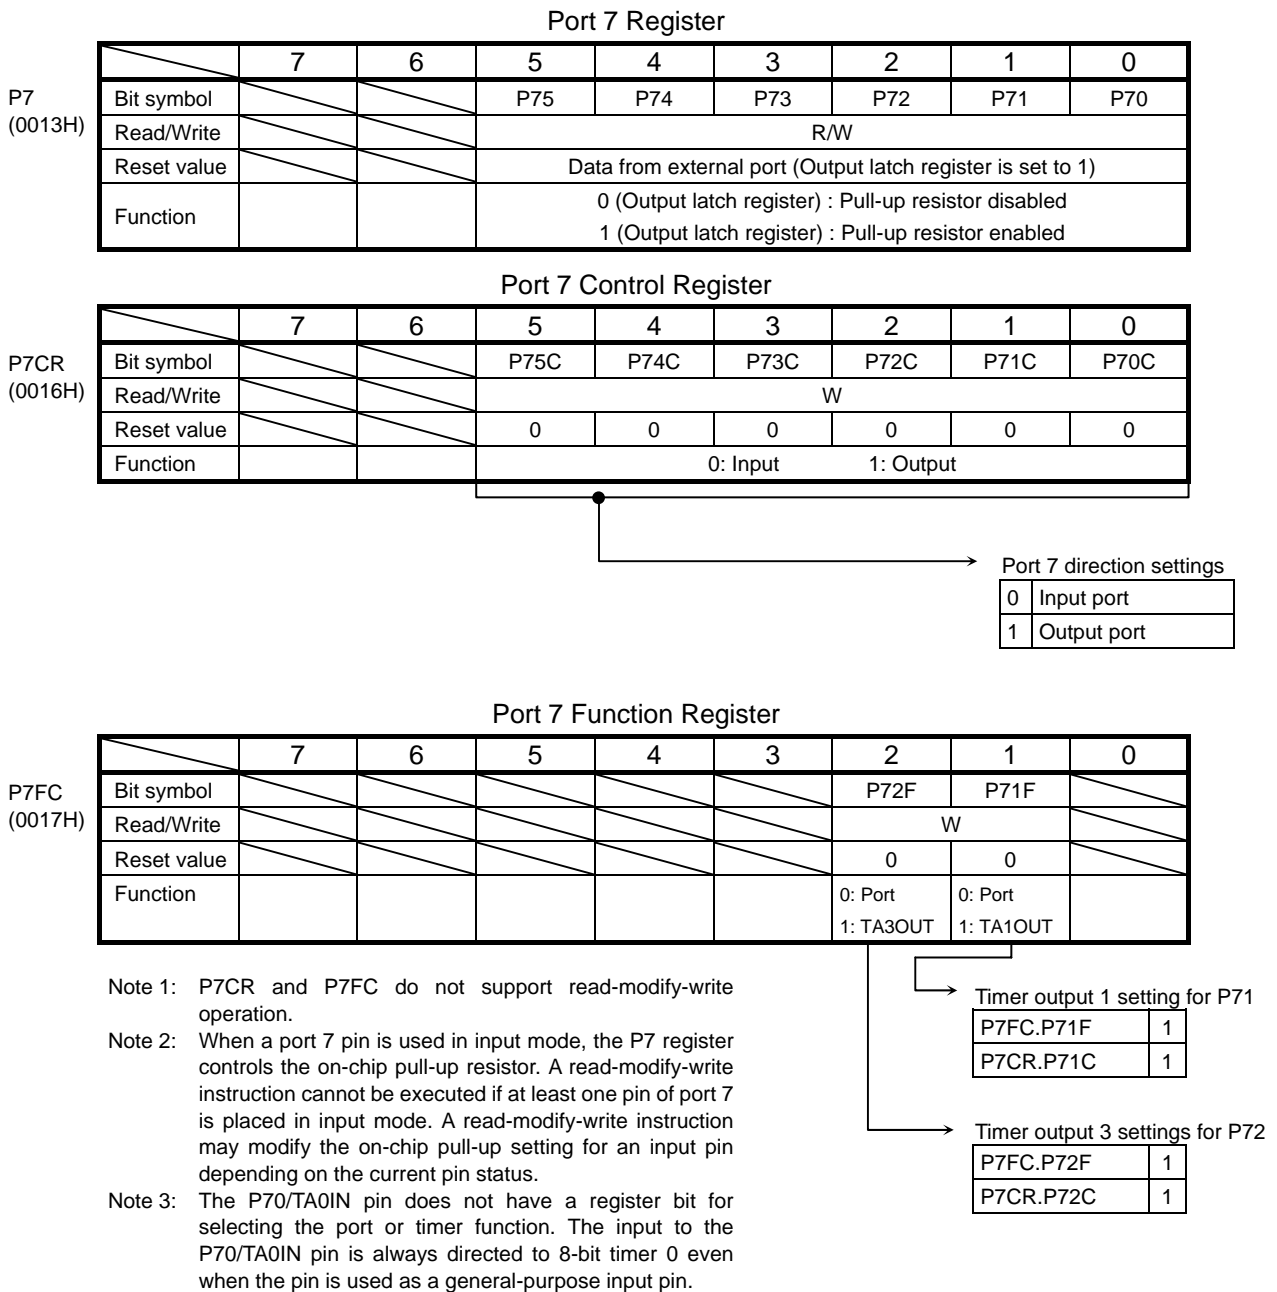 Port 7 Register
7 6 5 4 3 2 1 0
P7
(0013H)
Bit symbol P75 P74 P73 P72 P71 P70
Read/Write R/W
Reset value Data from external port (Output latch register is set to 1)
Function 0 (Output latch register) : Pull-up resistor disabled
1 (Output latch register) : Pull-up resistor enabled
Port 7 Control Register
7 6 5 4 3 2 1 0
P7CR
(0016H)
Bit symbol P75C P74C P73C P72C P71C P70C
Read/Write W
Reset value 0 0 0 0 0 0
Function 0: Input 1: Output
Port 7 direction settings
0 Input port
1 Output port
Port 7 Function Register
7 6 5 4 3 2 1 0
P7FC
(0017H)
Bit symbol P72F P71F
Read/Write W
Reset value 0 0
Function 0: Port 0: Port
1: TA3OUT 1: TA1OUT
Note 1: P7CR and P7FC do not support read-modify-write
operation.
Note 2: When a port 7 pin is used in input mode, the P7 register
controls the on-chip pull-up resistor. A read-modify-write
instruction cannot be executed if at least one pin of port 7
is placed in input mode. A read-modify-write instruction
may modify the on-chip pull-up setting for an input pin
depending on the current pin status.
Note 3: The P70/TA0IN pin does not have a register bit for
selecting the port or timer function. The input to the
P70/TA0IN pin is always directed to 8-bit timer 0 even
when the pin is used as a general-purpose input pin.
Timer output 1 setting for P71
P7FC.P71F 1
P7CR.P71C 1
Timer output 3 settings for P72
P7FC.P72F 1
P7CR.P72C 1